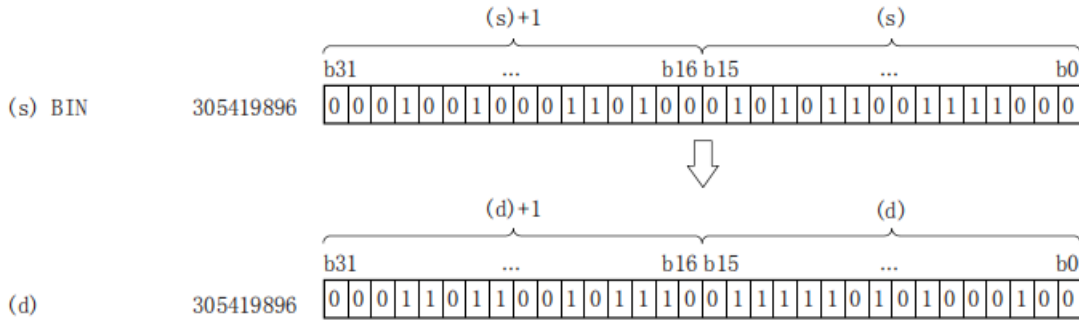 (s)+1 (s)
b31 ... b16 b15 ... b0
(s) BIN 305419896 0 0 0 1 0 0 1 0 0 0 1 1 0 1 0 0 0 1 0 1 0 1 1 0 0 1 1 1 1 0 0 0
(d)+1 (d)
b31 ... b16 b15 ... b0
(d) 305419896 0 0 0 1 1 0 1 1 0 0 1 0 1 1 1 0 0 1 1 1 1 1 0 1 0 1 0 0 0 1 0 0